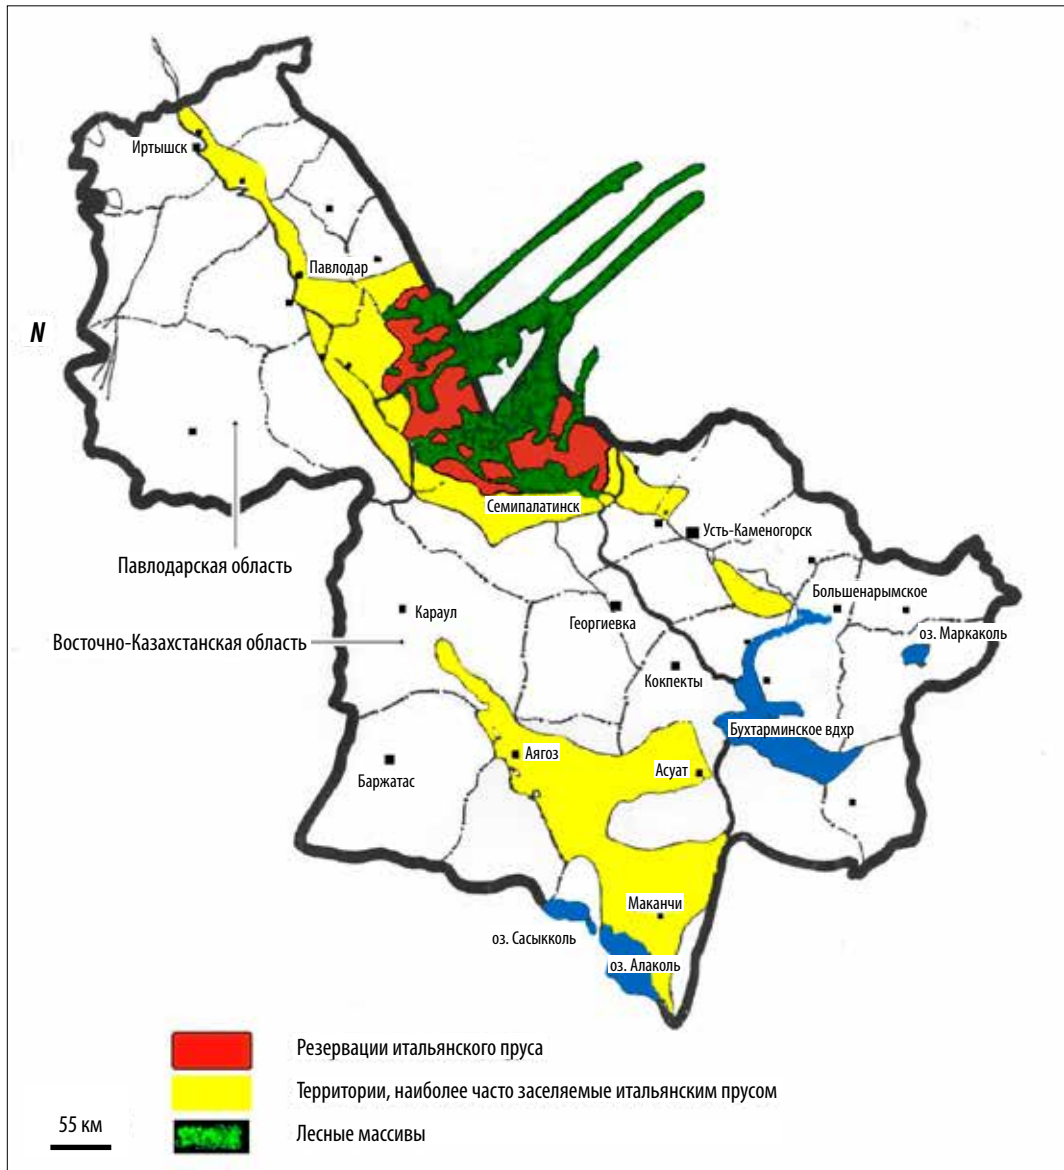 Иртышск
Павлодар
N
Семипалатинск
Усть-Каменогорск
Павлодарская область
Большенарымское
Караул
Георгиевка
оз. Маркаколь
Восточно-Казахстанская область
Кокпекты
Бухтарминское вдхр
Аягоз
Баржатас
Асуат
Маканчи
оз. Сасыкколь
оз. Алаколь
Резервации итальянского пруса
Территории, наиболее часто заселяемые итальянским прусом
55 км
Лесные массивы